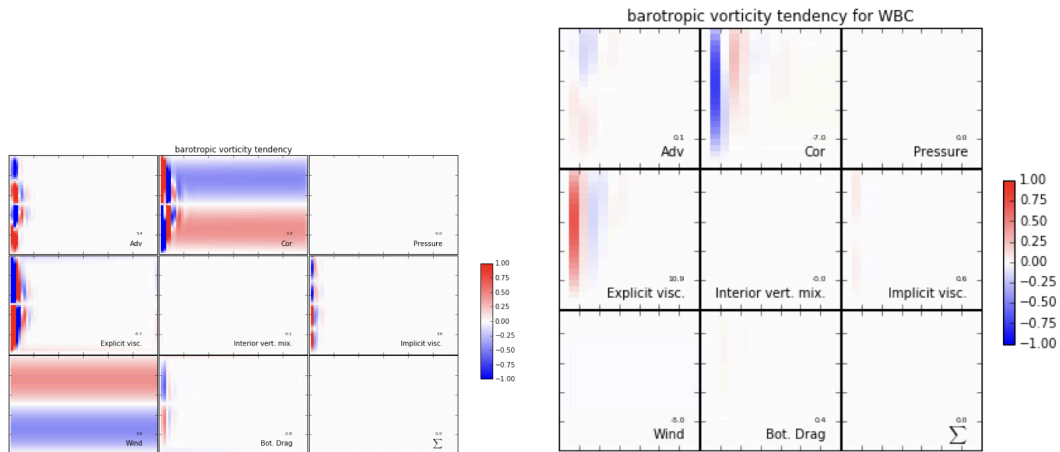 barotropic vorticity tendency
Adv
Cor
0.0
Pressure
Explicit visc.
Interior vert. mix.
Implicit visc.
Wind
Bot. Drag
0.0
∑
1.00
0.75
0.50
0.25
0.00
−0.25
−0.50
−0.75
−1.00
barotropic vorticity tendency for WBC
0.1
Adv
-7.0
Cor
0.0
Pressure
10.9
Explicit visc.
-0.0
Interior vert. mix.
0.6
Implicit visc.
-5.0
Wind
0.4
Bot. Drag
0.0
∑
1.00
0.75
0.50
0.25
0.00
−0.25
−0.50
−0.75
−1.00